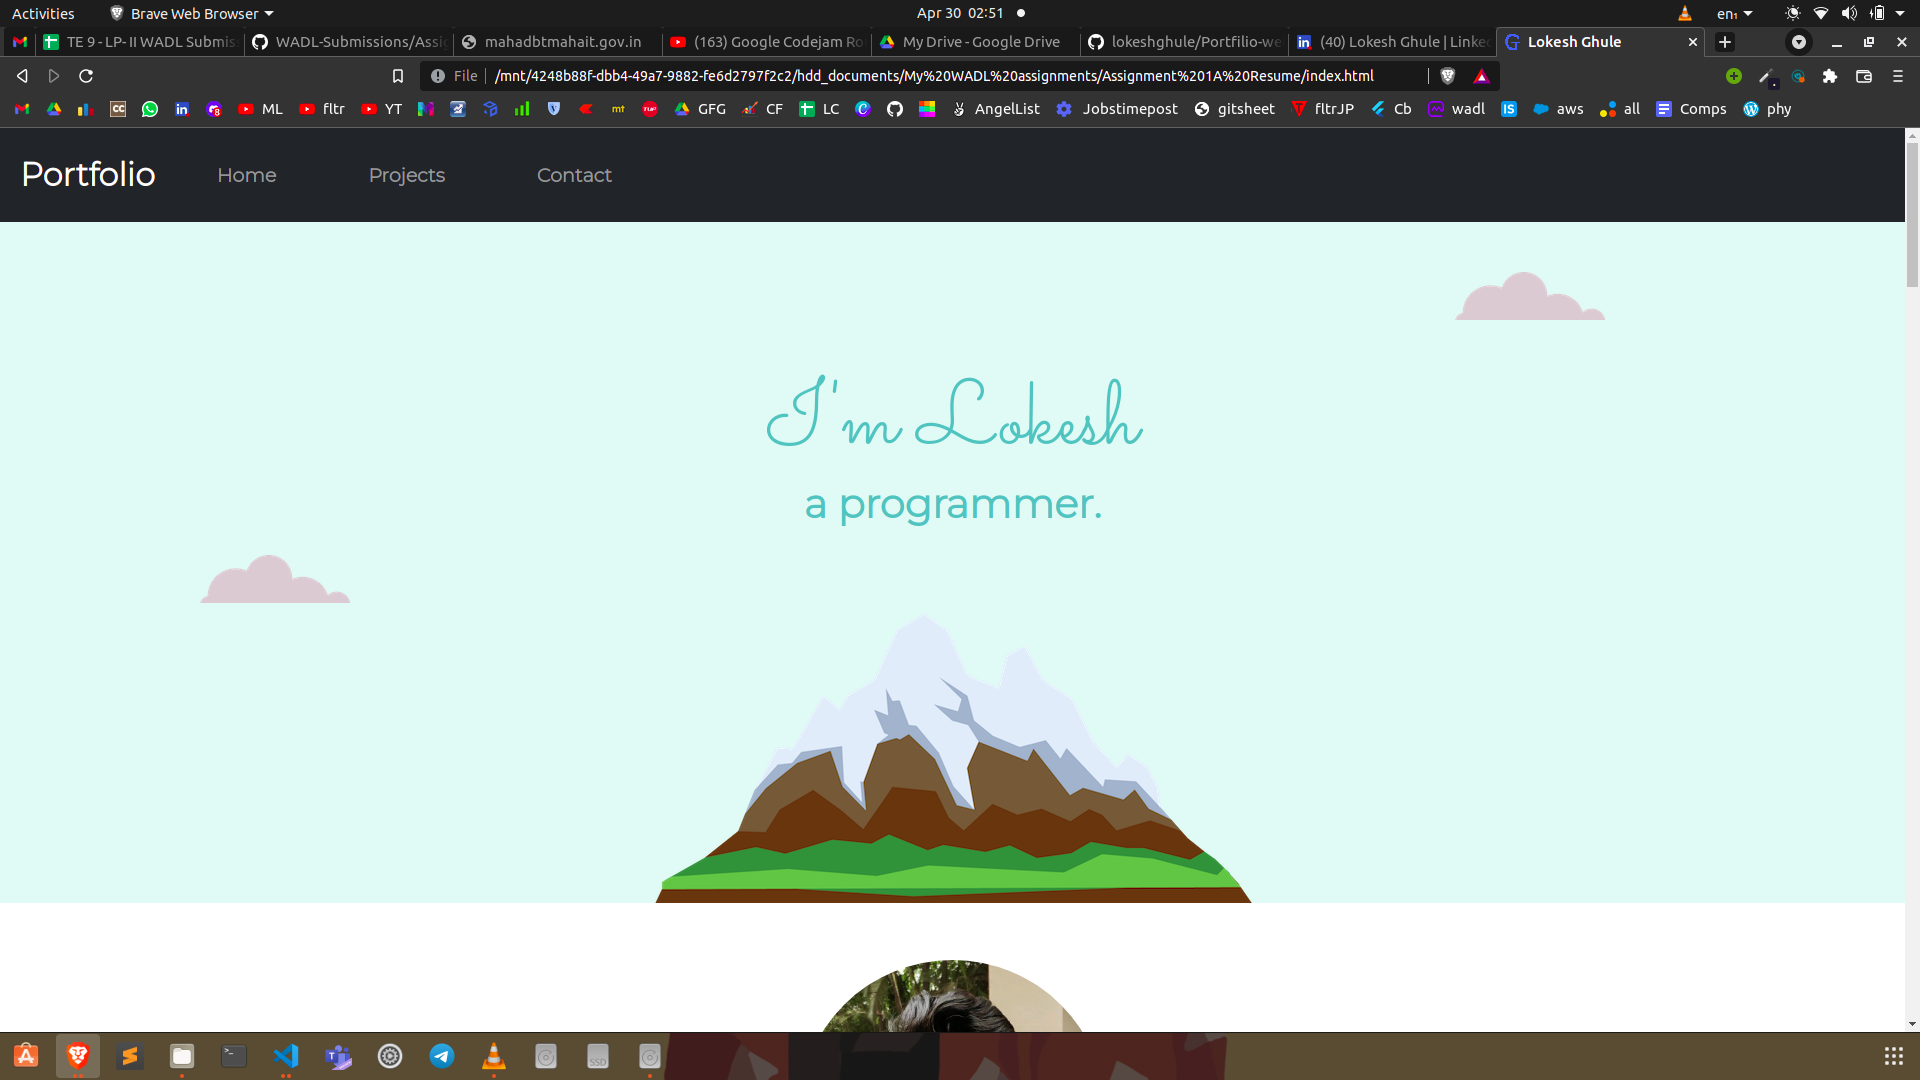 Activities Brave Web Browser Apr 30 02:51 en₁
TE 9 - LP- II WADL Submis WADL-Submissions/Assig mahadbtmahait.gov.in (163) Google Codejam Ro My Drive - Google Drive lokeshghule/Portfilio-we (40) Lokesh Ghule | Linke Lokesh Ghule
File /mnt/4248b88f-dbb4-49a7-9882-fe6d2797f2c2/hdd_documents/My%20WADL%20assignments/Assignment%201A%20Resume/index.html
ML fltr YT GFG CF LC AngelList Jobstimepost gitsheet fltrJP Cb wadl aws all Comps phy
Portfolio Home Projects Contact
I'm Lokesh
a programmer.